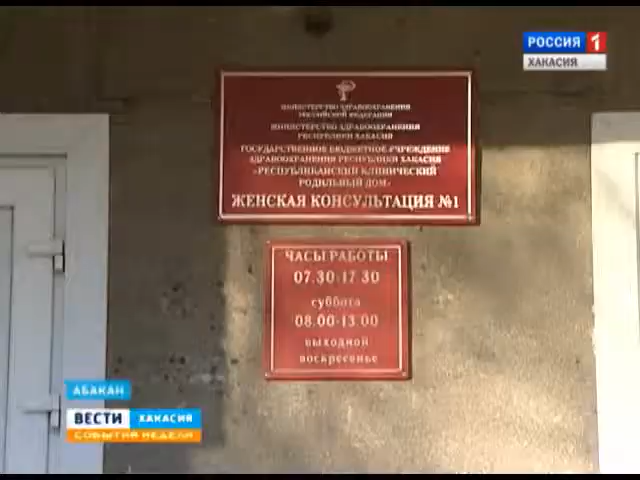 РОССИЯ 1
ХАКАСИЯ
МИНИСТЕРСТВО ЗДРАВООХРАНЕНИЯ
РОССИЙСКОЙ ФЕДЕРАЦИИ
МИНИСТЕРСТВО ЗДРАВООХРАНЕНИЯ
РЕСПУБЛИКИ ХАКАСИЯ
ГОСУДАРСТВЕННОЕ БЮДЖЕТНОЕ УЧРЕЖДЕНИЕ
ЗДРАВООХРАНЕНИЯ РЕСПУБЛИКИ ХАКАСИЯ
«РЕСПУБЛИКАНСКИЙ КЛИНИЧЕСКИЙ
РОДИЛЬНЫЙ ДОМ»
ЖЕНСКАЯ КОНСУЛЬТАЦИЯ №1
ЧАСЫ РАБОТЫ
07.30-17.30
суббота
08.00-13.00
выходной
воскресенье
АБАКАН
ВЕСТИ ХАКАСИЯ
СОБЫТИЯ НЕДЕЛИ